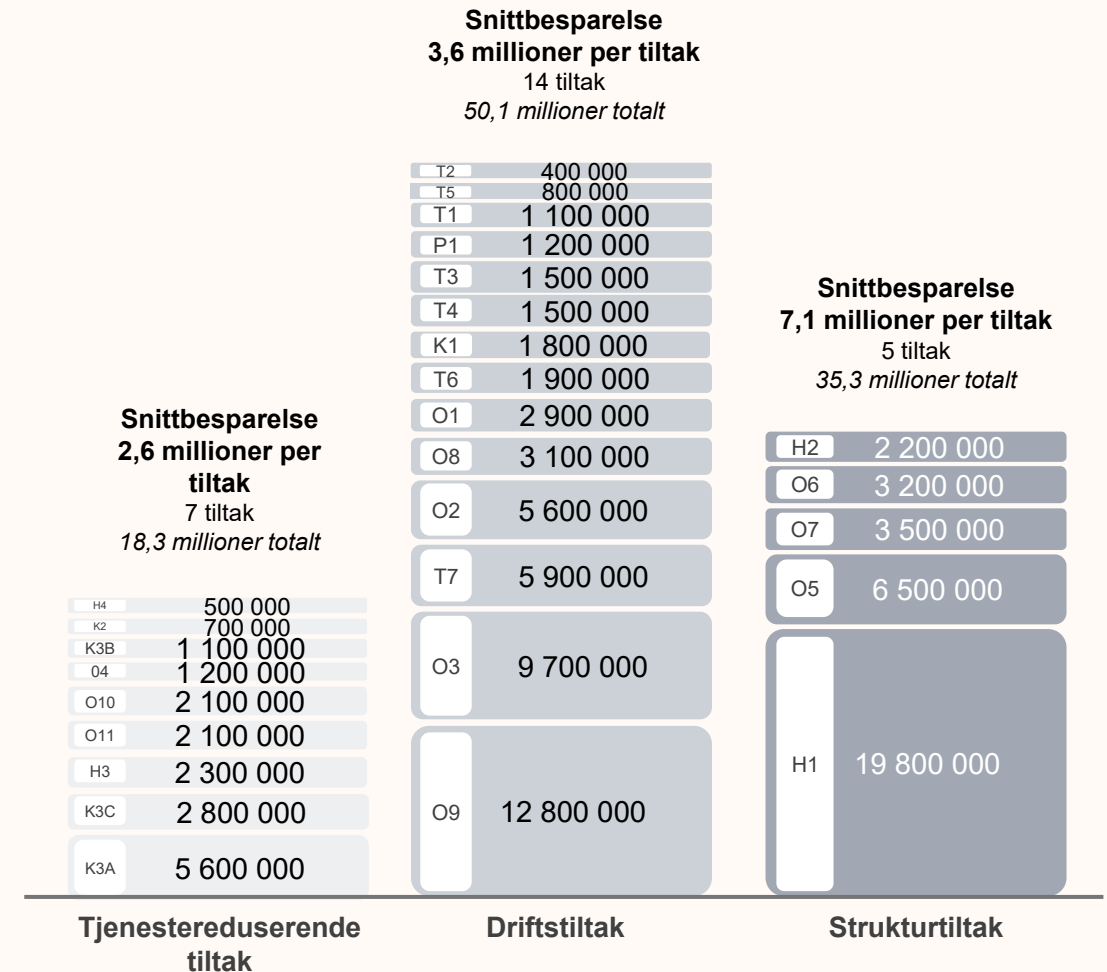 Snittbesparelse
3,6 millioner per tiltak
14 tiltak
50,1 millioner totalt
T2 400 000
T5 800 000
T1 1 100 000
P1 1 200 000
T3 1 500 000
T4 1 500 000
K1 1 800 000
T6 1 900 000
O1 2 900 000
O8 3 100 000
O2 5 600 000
T7 5 900 000
O3 9 700 000
O9 12 800 000
Snittbesparelse
7,1 millioner per tiltak
5 tiltak
35,3 millioner totalt
H2 2 200 000
O6 3 200 000
O7 3 500 000
O5 6 500 000
H1 19 800 000
Snittbesparelse
2,6 millioner per
tiltak
7 tiltak
18,3 millioner totalt
H4 500 000
K2 700 000
K3B 1 100 000
04 1 200 000
O10 2 100 000
O11 2 100 000
H3 2 300 000
K3C 2 800 000
K3A 5 600 000
Tjenestereduserende
tiltak
Driftstiltak
Strukturtiltak